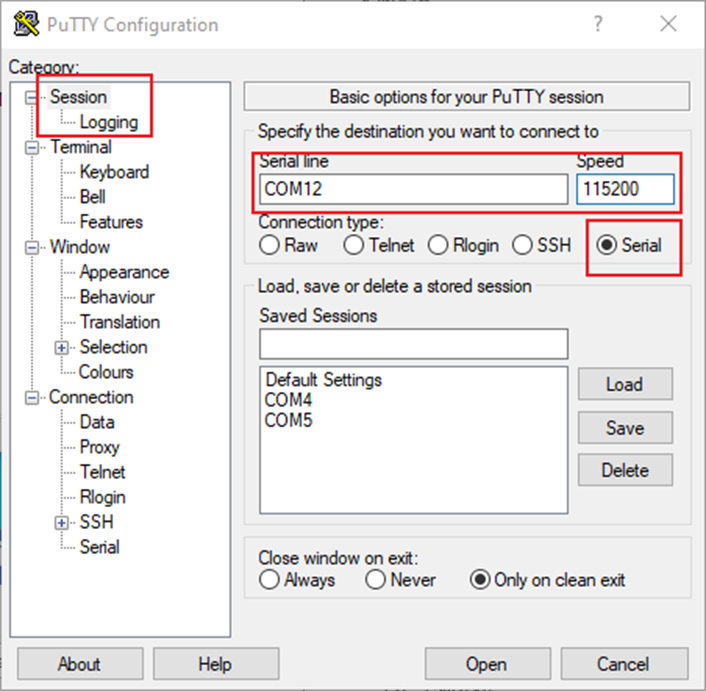 PuTTY Configuration
?
Category:
Session
Logging
Terminal
Keyboard
Bell
Features
Window
Appearance
Behaviour
Translation
Selection
Colours
Connection
Data
Proxy
Telnet
Rlogin
SSH
Serial
Basic options for your PuTTY session
Specify the destination you want to connect to
Serial line Speed
COM12 115200
Connection type:
Raw Telnet Rlogin SSH Serial
Load, save or delete a stored session
Saved Sessions
Default Settings
COM4
COM5
Load
Save
Delete
Close window on exit:
Always Never Only on clean exit
About Help Open Cancel